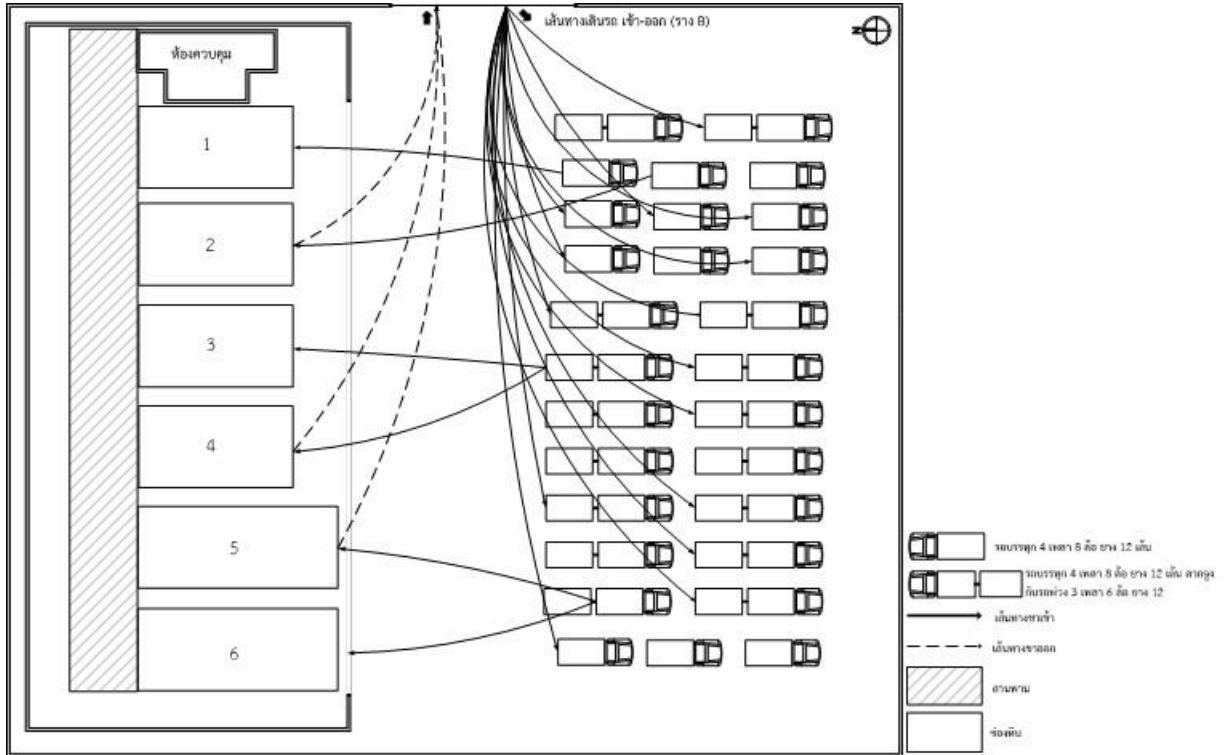 เส้นทางเดินรถ เข้า-ออก (ราง B)
N
ห้องควบคุม
1
2
3
4
5
6
รถบรรทุก 4 เพลา 8 ล้อ ยาง 12 เส้น
รถบรรทุก 4 เพลา 8 ล้อ ยาง 12 เส้น ลากจูง
กับรถพ่วง 3 เพลา 6 ล้อ ยาง 12
เส้นทางขาเข้า
เส้นทางขาออก
สานพาน
ช่องดัมพ์